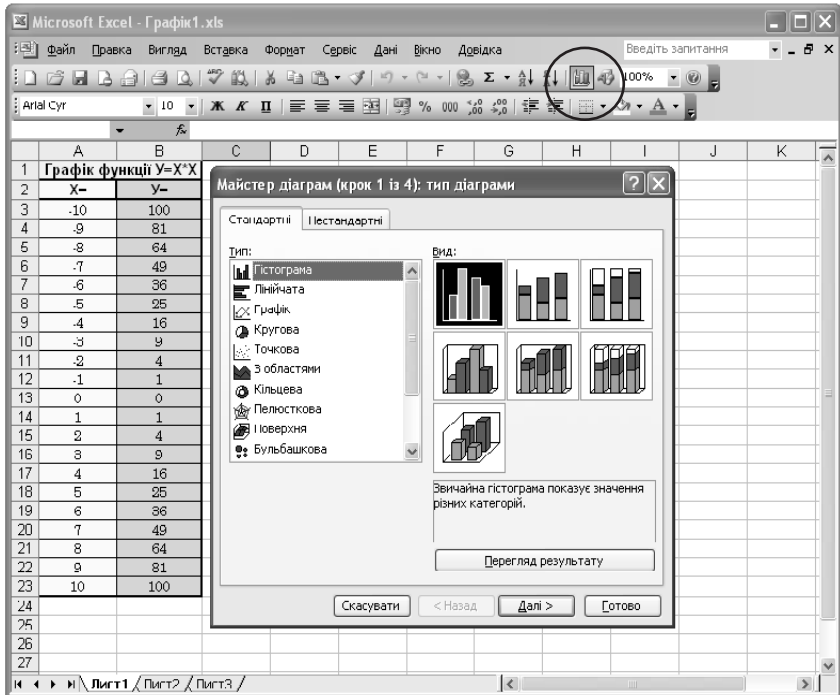 Microsoft Excel - Графік1.xls
Файл Правка Вигляд Вставка Формат Сервіс Дані Вікно Довідка Введіть запитання
100%
Arial Cyr 10 Ж К П % 000
fx
A B C D E F G H I J K
1 Графік функції У=Х*Х
2 X= У=
3 -10 100
4 -9 81
5 -8 64
6 -7 49
7 -6 36
8 -5 25
9 -4 16
10 -3 9
11 -2 4
12 -1 1
13 0 0
14 1 1
15 2 4
16 3 9
17 4 16
18 5 25
19 6 36
20 7 49
21 8 64
22 9 81
23 10 100
24
25
26
27
Майстер діаграм (крок 1 із 4): тип діаграми
Стандартні Нестандартні
Тип:
Гістограма
Лінійчата
Графік
Кругова
Точкова
З областями
Кільцева
Пелюсткова
Поверхня
Бульбашкова
Вид:
Звичайна гістограма показує значення
різних категорій.
Перегляд результату
Скасувати < Назад Далі > Готово
Лист1 Лист2 Лист3